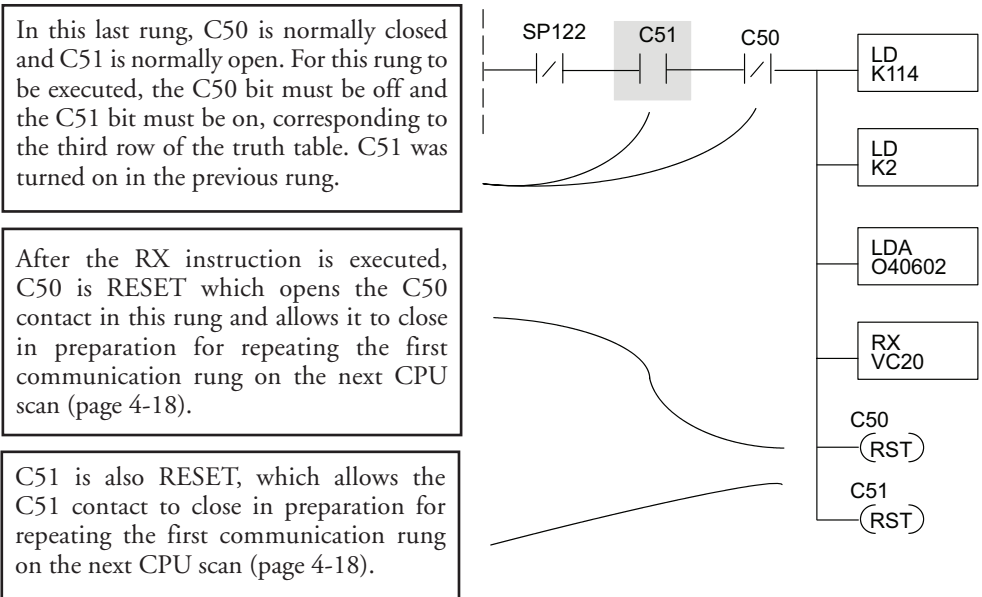 In this last rung, C50 is normally closed
and C51 is normally open. For this rung to
be executed, the C50 bit must be off and
the C51 bit must be on, corresponding to
the third row of the truth table. C51 was
turned on in the previous rung.
After the RX instruction is executed,
C50 is RESET which opens the C50
contact in this rung and allows it to close
in preparation for repeating the first
communication rung on the next CPU
scan (page 4-18).
C51 is also RESET, which allows the
C51 contact to close in preparation for
repeating the first communication rung
on the next CPU scan (page 4-18).
SP122
C51
C50
LD
K114
LD
K2
LDA
O40602
RX
VC20
C50
RST
C51
RST